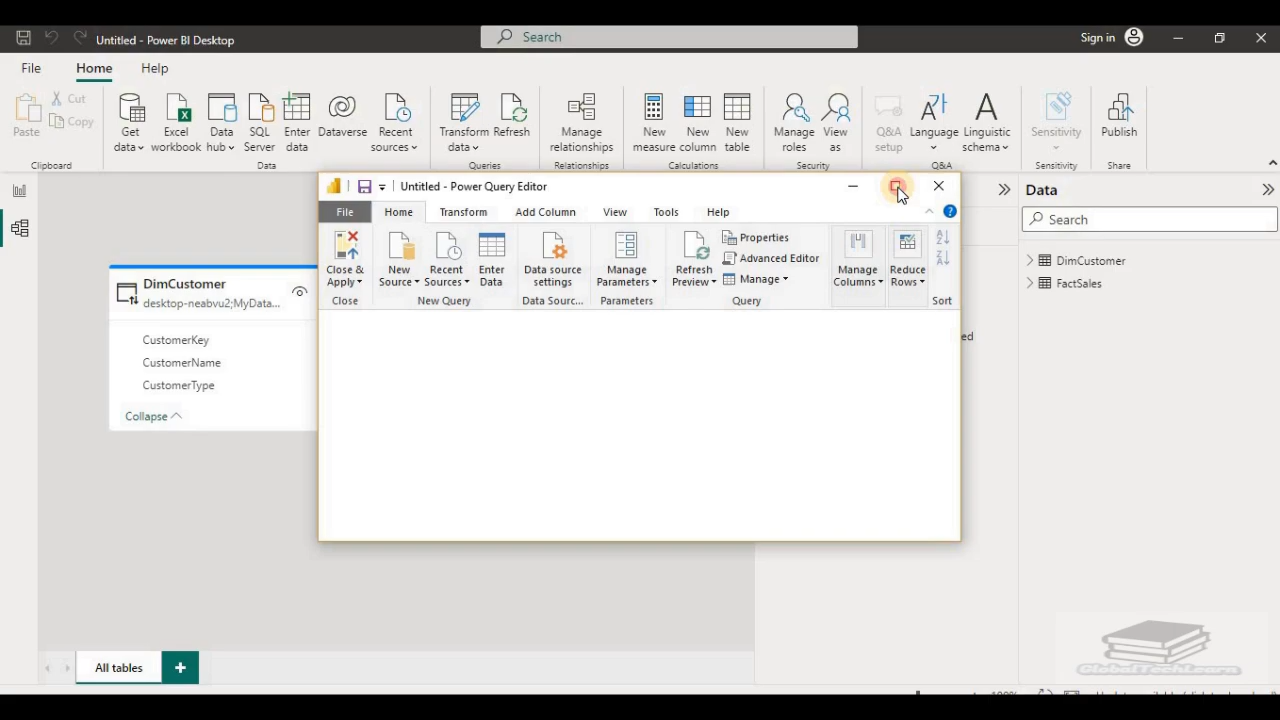 Untitled - Power BI Desktop
Search
Sign in
File Home Help
Paste
Cut
Copy
Get data
Excel workbook
Data hub
SQL Server
Enter data
Dataverse
Recent sources
Transform data
Refresh
Manage relationships
New measure
New column
New table
Manage roles
View as
Q&A setup
Language
Linguistic schema
Sensitivity
Publish
Clipboard Data Queries Relationships Calculations Security Q&A Sensitivity Share
Untitled - Power Query Editor
File Home Transform Add Column View Tools Help
Close & Apply
New Source
Recent Sources
Enter Data
Data source settings
Manage Parameters
Refresh Preview
Properties
Advanced Editor
Manage
Manage Columns
Reduce Rows
Close New Query Data Sourc... Parameters Query Sort
DimCustomer
desktop-neabvu2;MyData...
CustomerKey
CustomerName
CustomerType
Collapse
ed
Data
Search
DimCustomer
FactSales
All tables
GlobalTechLearn